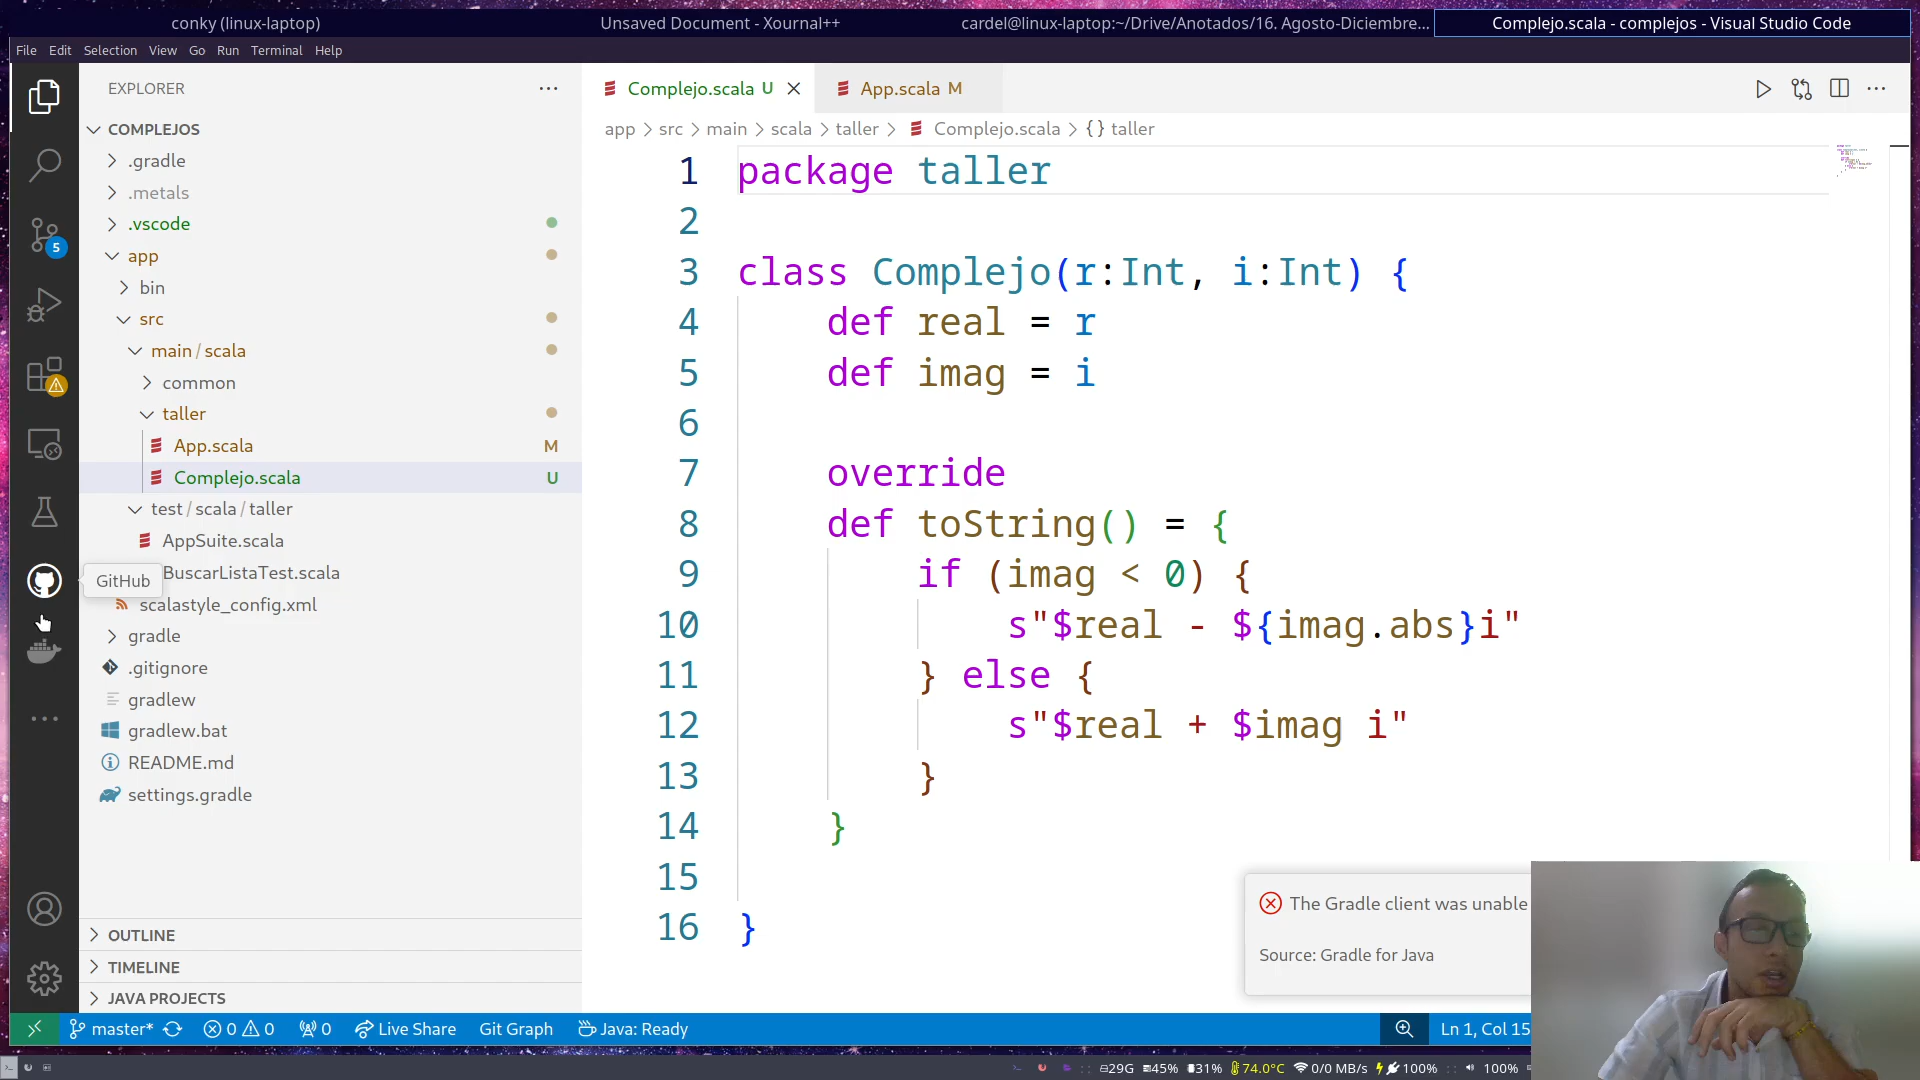 conky (linux-laptop)
Unsaved Document - Xournal++
cardel@linux-laptop:~/Drive/Anotados/16. Agosto-Diciembre...
Complejo.scala - complejos - Visual Studio Code
File Edit Selection View Go Run Terminal Help
EXPLORER
Complejo.scala U
App.scala M
app > src > main > scala > taller > Complejo.scala > {} taller
COMPLEJOS
.gradle
.metals
.vscode
app
bin
src
main/scala
common
taller
App.scala M
Complejo.scala U
test/scala/taller
AppSuite.scala
BuscarListaTest.scala
scalastyle_config.xml
gradle
.gitignore
gradlew
gradlew.bat
README.md
settings.gradle
OUTLINE
TIMELINE
JAVA PROJECTS
5
GitHub
1 package taller
2
3 class Complejo(r:Int, i:Int) {
4 def real = r
5 def imag = i
6
7 override
8 def toString() = {
9 if (imag < 0) {
10 s"$real - ${imag.abs}i"
11 } else {
12 s"$real + $imag i"
13 }
14 }
15
16 }
The Gradle client was unable
Source: Gradle for Java
master* 0 0 0 Live Share Git Graph Java: Ready
Ln 1, Col 15
29G 45% 31% 74.0°C 0/0 MB/s 100% 100%